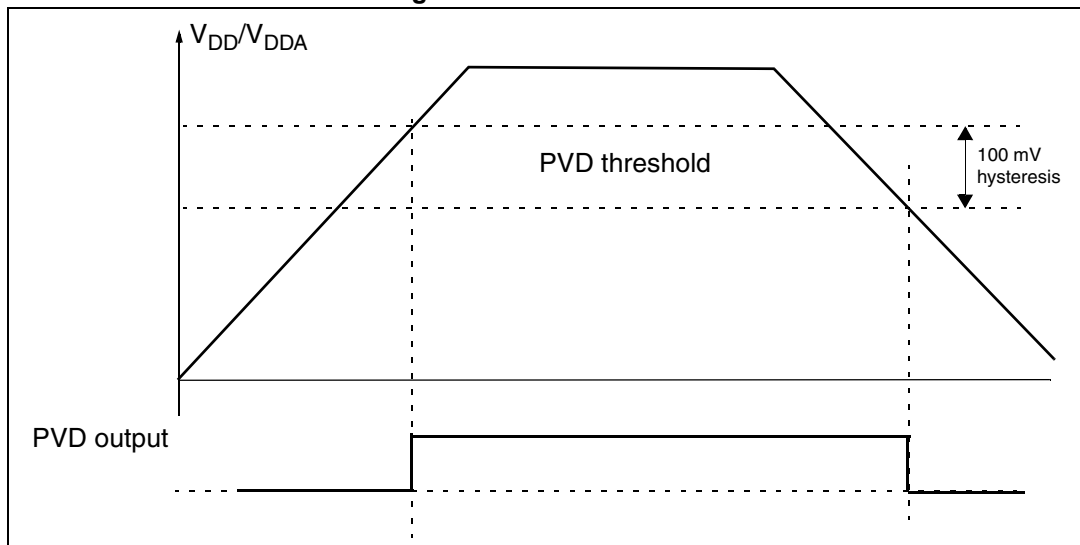 VDD/VDDA
PVD threshold
100 mV
hysteresis
PVD output